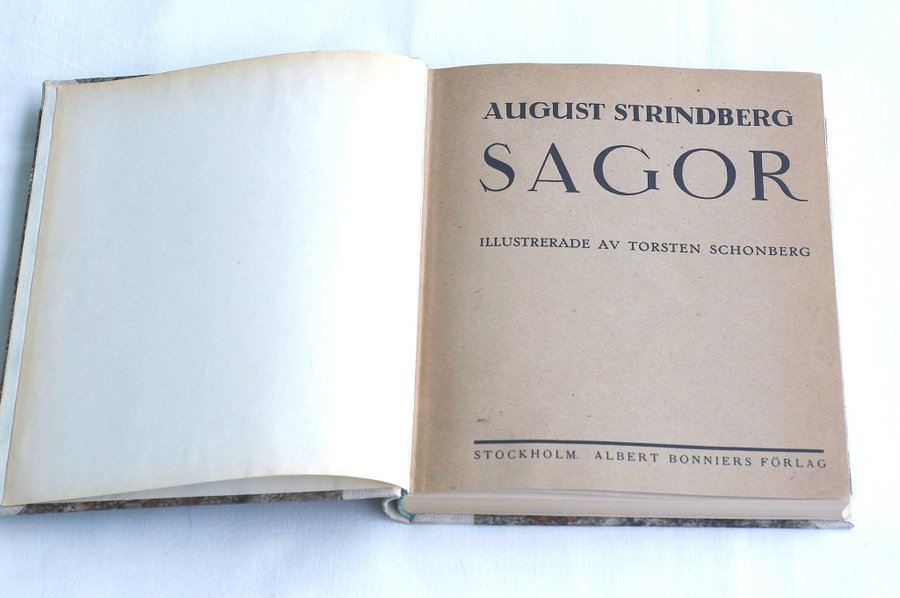 AUGUST STRINDBERG
SAGOR
ILLUSTRERADE AV TORSTEN SCHONBERG
STOCKHOLM. ALBERT BONNIERS FÖRLAG